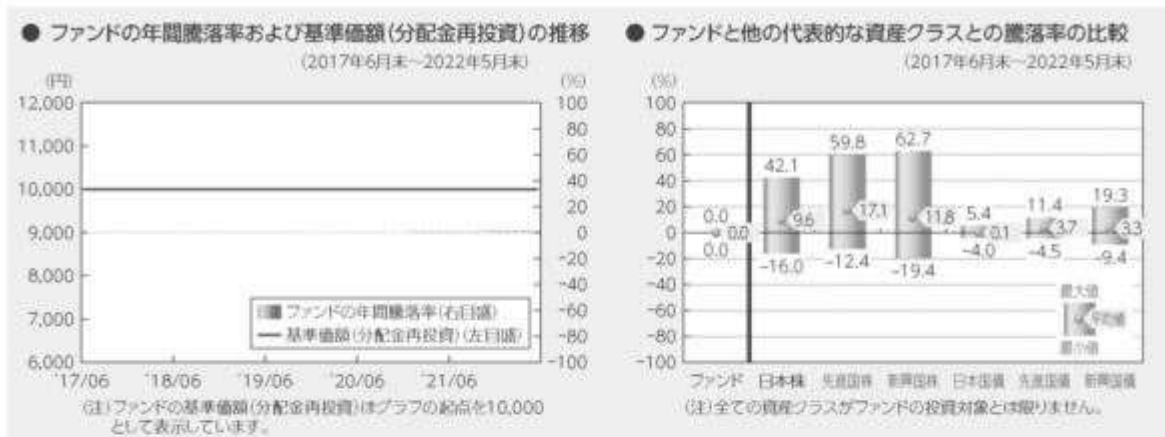 ● ファンドの年間騰落率および基準価額(分配金再投資)の推移
(2017年6月末~2022年5月末)
(円)
(%)
12,000
11,000
10,000
9,000
8,000
7,000
6,000
100
80
60
40
20
0
-20
-40
-60
-80
-100
ファンドの年間騰落率(右目盛)
基準価額(分配金再投資)(左目盛)
'17/06 '18/06 '19/06 '20/06 '21/06
(注)ファンドの基準価額(分配金再投資)はグラフの起点を10,000
として表示しています。
● ファンドと他の代表的な資産クラスとの騰落率の比較
(2017年6月末~2022年5月末)
(%)
100
80
60
40
20
0
-20
-40
-60
-80
-100
0.0 42.1 59.8 62.7 5.4 11.4 19.3
0.0 9.6 17.1 11.8 0.1 3.7 3.3
0.0 -16.0 -12.4 -19.4 -4.0 -4.5 -9.4
最大値
平均値
最小値
ファンド 日本株 先進国株 新興国株 日本国債 先進国債 新興国債
(注)全ての資産クラスがファンドの投資対象とは限りません。